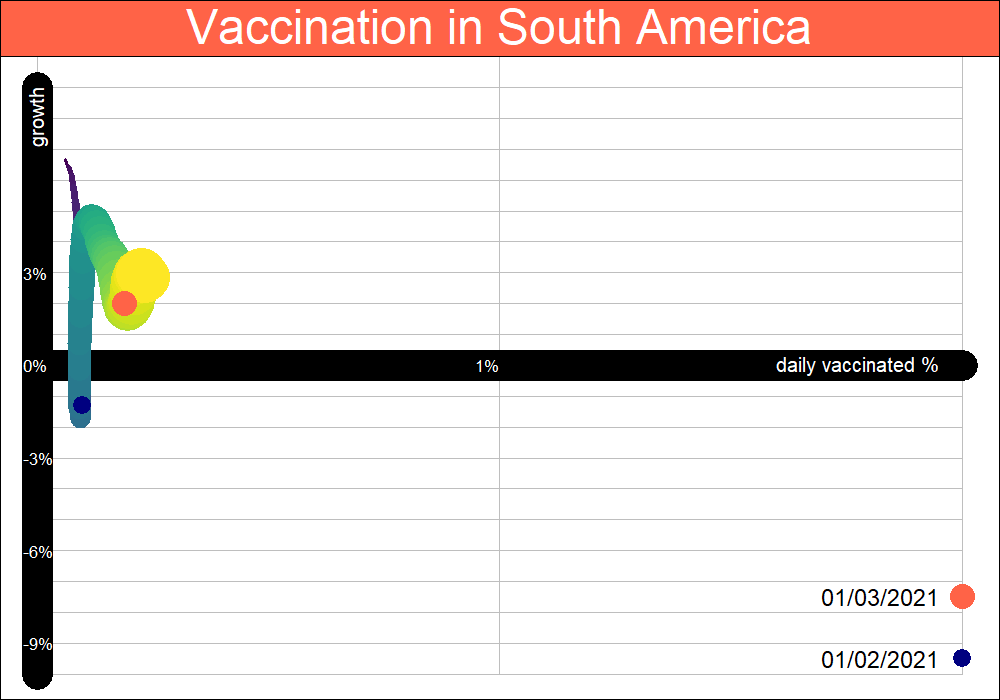 Vaccination in South America
growth
3%
0%
1%
daily vaccinated %
-3%
-6%
-9%
01/03/2021
01/02/2021